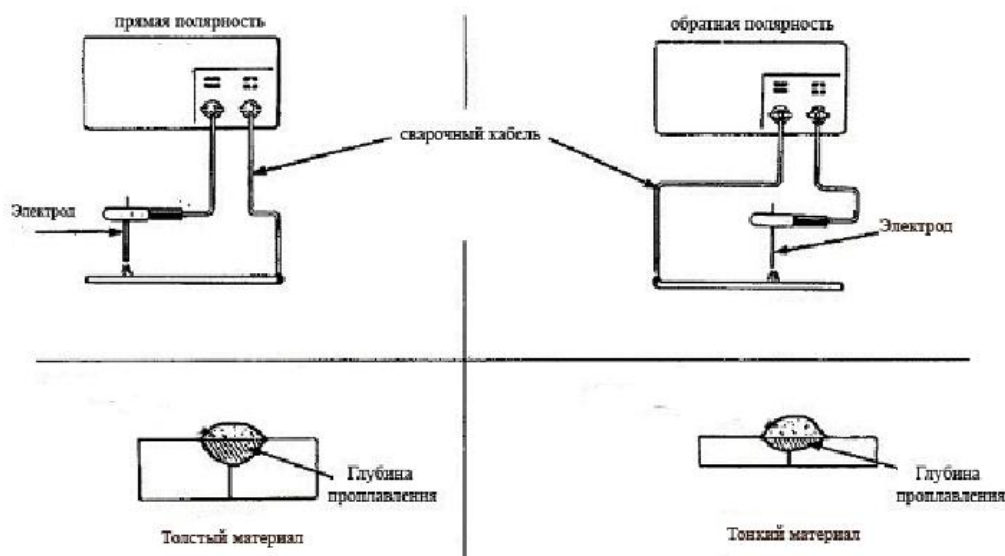 прямая полярность
обратная полярность
сварочный кабель
Электрод
Электрод
Глубина
проплавления
Глубина
проплавления
Толстый материал
Тонкий материал